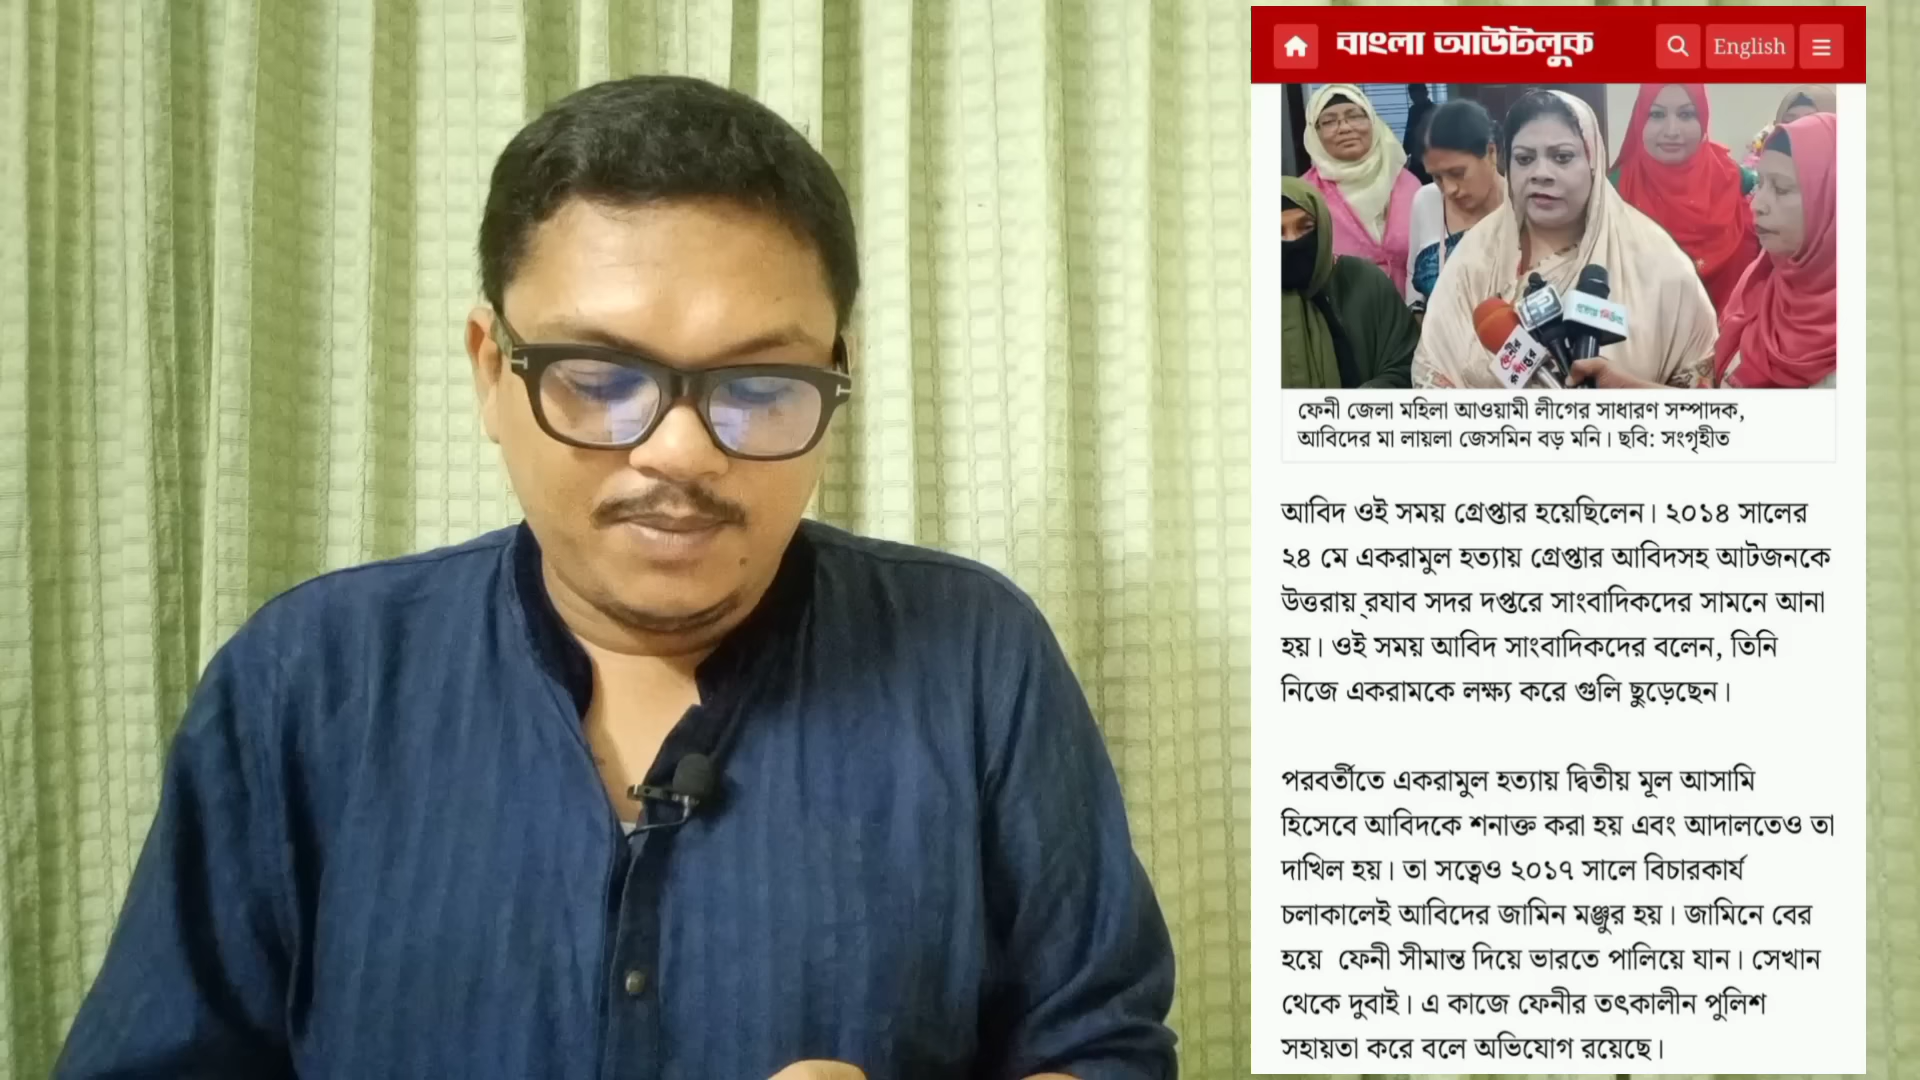 বাংলা আউটলুক
English
ফেনী জেলা মহিলা আওয়ামী লীগের সাধারণ সম্পাদক,
আবিদের মা লায়লা জেসমিন বড় মনি। ছবি: সংগৃহীত
আবিদ ওই সময় গ্রেপ্তার হয়েছিলেন। ২০১৪ সালের
২৪ মে একরামুল হত্যায় গ্রেপ্তার আবিদসহ আটজনকে
উত্তরায় র‍্যাব সদর দপ্তরে সাংবাদিকদের সামনে আনা
হয়। ওই সময় আবিদ সাংবাদিকদের বলেন, তিনি
নিজে একরামকে লক্ষ্য করে গুলি ছুড়েছেন।
পরবর্তীতে একরামুল হত্যায় দ্বিতীয় মূল আসামি
হিসেবে আবিদকে শনাক্ত করা হয় এবং আদালতেও তা
দাখিল হয়। তা সত্বেও ২০১৭ সালে বিচারকার্য
চলাকালেই আবিদের জামিন মঞ্জুর হয়। জামিনে বের
হয়ে ফেনী সীমান্ত দিয়ে ভারতে পালিয়ে যান। সেখান
থেকে দুবাই। এ কাজে ফেনীর তৎকালীন পুলিশ
সহায়তা করে বলে অভিযোগ রয়েছে।